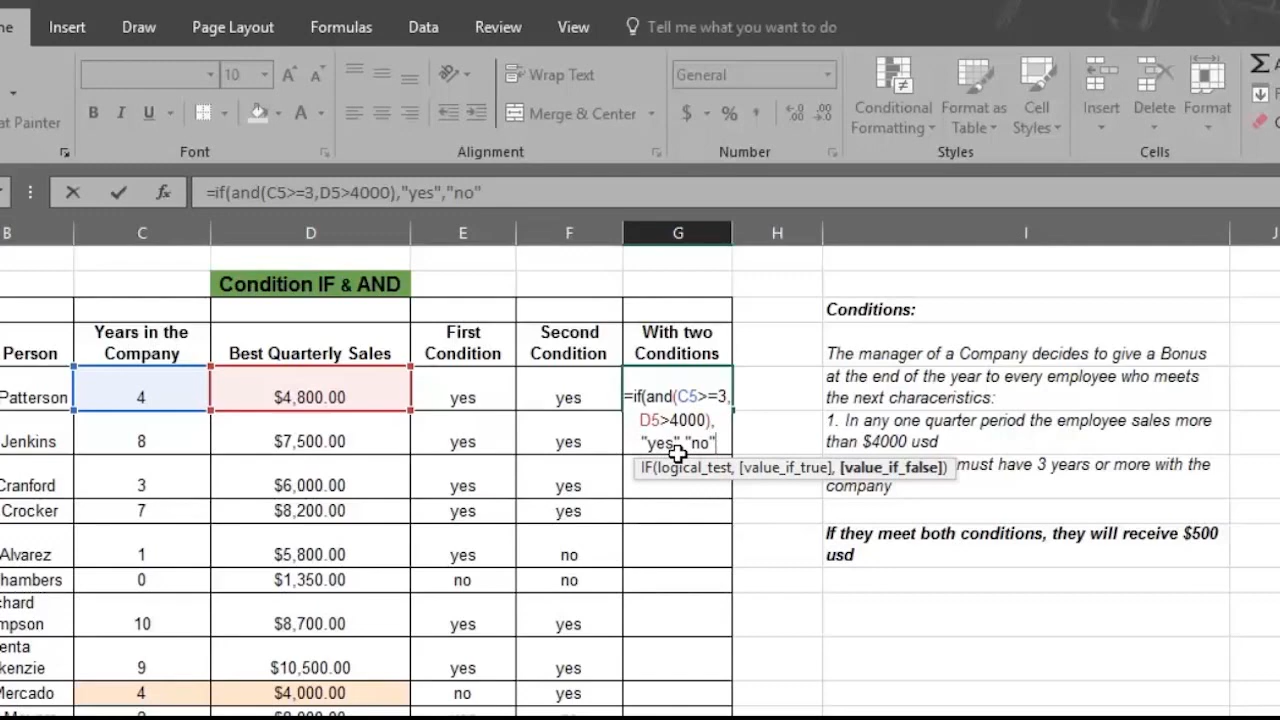 ne Insert Draw Page Layout Formulas Data Review View Tell me what you want to do
10 A A Wrap Text General
at Painter B I U A Merge & Center $ % , Conditional Formatting Format as Table Cell Styles Insert Delete Format
Font Alignment Number Styles Cells
=if(and(C5>=3,D5>4000),"yes","no"
B C D E F G H I J
Condition IF & AND
Conditions:
Person Years in the Company Best Quarterly Sales First Condition Second Condition With two Conditions
The manager of a Company decides to give a Bonus
at the end of the year to every employee who meets
the next characeristics:
1. In any one quarter period the employee sales more
than $4000 usd
must have 3 years or more with the
company
If they meet both conditions, they will receive $500
usd
Patterson 4 $4,800.00 yes yes
=if(and(C5>=3,
D5>4000),
"yes","no"
IF(logical_test, [value_if_true], [value_if_false])
Jenkins 8 $7,500.00 yes yes
Cranford 3 $6,000.00 yes yes
Crocker 7 $8,200.00 yes yes
Alvarez 1 $5,800.00 yes no
hambers 0 $1,350.00 no no
chard
mpson 10 $8,700.00 yes yes
enta
kenzie 9 $10,500.00 yes yes
Mercado 4 $4,000.00 no yes